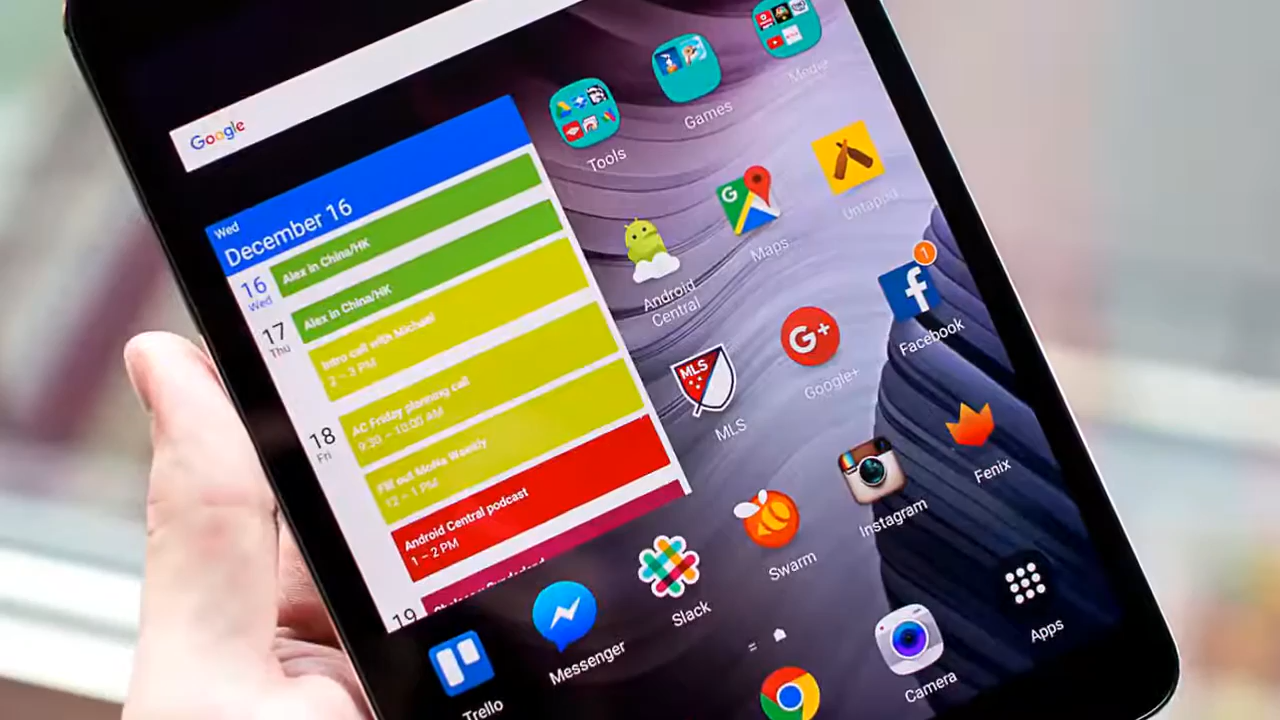 Google
Wed
December 16
16
Wed
Alex in China/HK
17
Thu
Alex in China/HK
Intro call with Michael
2 – 3 PM
18
Fri
AC Friday planning call
9:30 – 10:00 AM
Fill out MoNa Weekly
12 – 1 PM
Android Central podcast
1 – 2 PM
19
Tools
Games
Media
Android
Central
G
Maps
Untappd
MLS
MLS
G+
Google+
1
f
Facebook
Trello
Messenger
Slack
Swarm
Instagram
Fenix
Camera
Apps